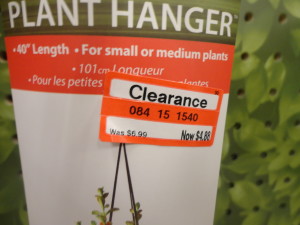 PLANT HANGER
• 40" Length • For small or medium plants
• 101cm Longueur
• Pour les petites plantes
Clearance
084 15 1540
Was $6.99 Now $4.88